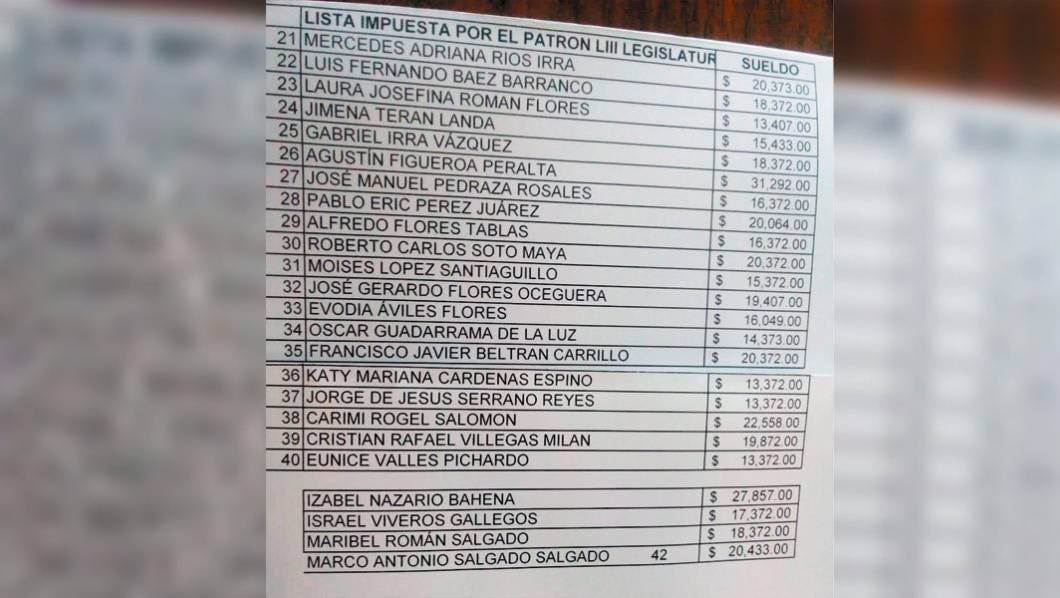 LISTA IMPUESTA POR EL PATRON LIII LEGISLATUR SUELDO
21 MERCEDES ADRIANA RIOS IRRA $ 20,373.00
22 LUIS FERNANDO BAEZ BARRANCO $ 18,372.00
23 LAURA JOSEFINA ROMAN FLORES $ 13,407.00
24 JIMENA TERAN LANDA $ 15,433.00
25 GABRIEL IRRA VÁZQUEZ $ 18,372.00
26 AGUSTÍN FIGUEROA PERALTA $ 31,292.00
27 JOSÉ MANUEL PEDRAZA ROSALES $ 16,372.00
28 PABLO ERIC PEREZ JUÁREZ $ 20,064.00
29 ALFREDO FLORES TABLAS $ 16,372.00
30 ROBERTO CARLOS SOTO MAYA $ 20,372.00
31 MOISES LOPEZ SANTIAGUILLO $ 15,372.00
32 JOSÉ GERARDO FLORES OCEGUERA $ 19,407.00
33 EVODIA ÁVILES FLORES $ 16,049.00
34 OSCAR GUADARRAMA DE LA LUZ $ 14,373.00
35 FRANCISCO JAVIER BELTRAN CARRILLO $ 20,372.00
36 KATY MARIANA CARDENAS ESPINO $ 13,372.00
37 JORGE DE JESUS SERRANO REYES $ 13,372.00
38 CARIMI ROGEL SALOMON $ 22,558.00
39 CRISTIAN RAFAEL VILLEGAS MILAN $ 19,872.00
40 EUNICE VALLES PICHARDO $ 13,372.00
IZABEL NAZARIO BAHENA $ 27,857.00
ISRAEL VIVEROS GALLEGOS $ 17,372.00
MARIBEL ROMÁN SALGADO $ 18,372.00
MARCO ANTONIO SALGADO SALGADO 42 $ 20,433.00